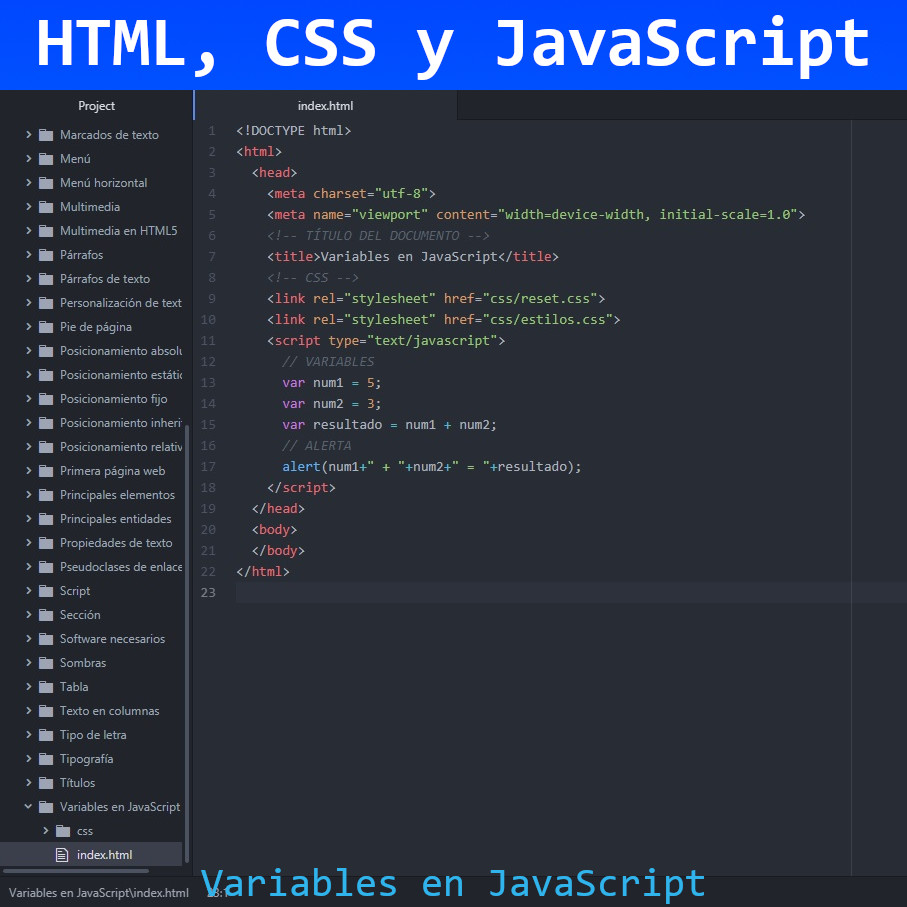 HTML, CSS y JavaScript
Project
index.html
Marcados de texto
Menú
Menú horizontal
Multimedia
Multimedia en HTML5
Párrafos
Párrafos de texto
Personalización de text
Pie de página
Posicionamiento absolu
Posicionamiento estátic
Posicionamiento fijo
Posicionamiento inheri
Posicionamiento relativ
Primera página web
Principales elementos
Principales entidades
Propiedades de texto
Pseudoclases de enlace
Script
Sección
Software necesarios
Sombras
Tabla
Texto en columnas
Tipo de letra
Tipografía
Títulos
Variables en JavaScript
css
index.html
1 <!DOCTYPE html>
2 <html>
3 <head>
4 <meta charset="utf-8">
5 <meta name="viewport" content="width=device-width, initial-scale=1.0">
6 <!-- TÍTULO DEL DOCUMENTO -->
7 <title>Variables en JavaScript</title>
8 <!-- CSS -->
9 <link rel="stylesheet" href="css/reset.css">
10 <link rel="stylesheet" href="css/estilos.css">
11 <script type="text/javascript">
12 // VARIABLES
13 var num1 = 5;
14 var num2 = 3;
15 var resultado = num1 + num2;
16 // ALERTA
17 alert(num1+" + "+num2+" = "+resultado);
18 </script>
19 </head>
20 <body>
21 </body>
22 </html>
23
Variables en JavaScript\index.html
Variables en JavaScript